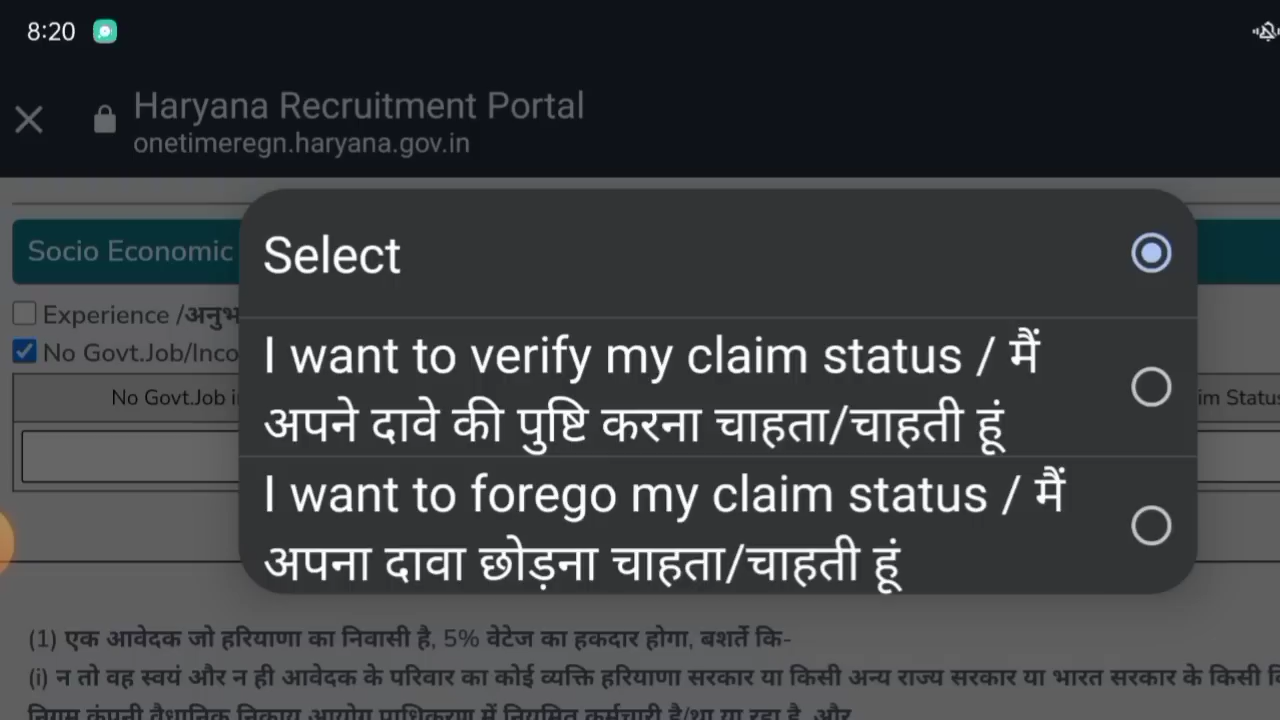 8:20
Haryana Recruitment Portal
onetimeregn.haryana.gov.in
Socio Economic
Select
Experience /
I want to verify my claim status / मैं
अपने दावे की पुष्टि करना चाहता/चाहती हूं
No Govt.Job/Inco
No Govt.Job
I want to forego my claim status / मैं
अपना दावा छोड़ना चाहता/चाहती हूं
(1) एक आवेदक जो हरियाणा का निवासी है, 5% वेटेज का हकदार होगा, बशर्ते कि-
(i) न तो वह स्वयं और न ही आवेदक के परिवार का कोई व्यक्ति हरियाणा सरकार या किसी अन्य राज्य सरकार या भारत सरकार के किसी